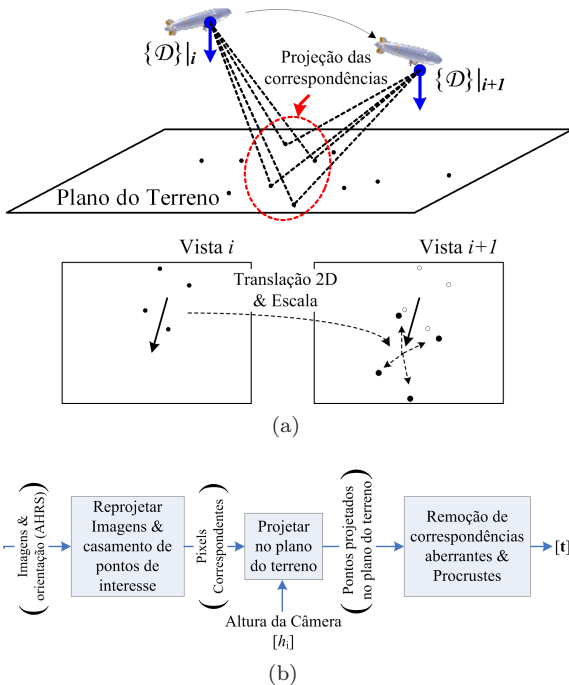 {𝒟}|i
{𝒟}|i+1
Projeção das
correspondências
Plano do Terreno
Vista i
Vista i+1
Translação 2D
& Escala
(a)
(Imagens &
orientação (AHRS))
Reprojetar
Imagens &
casamento de
pontos de
interesse
(Pixels
Correspondentes)
Projetar
no plano
do terreno
(Pontos projetados
no plano do terreno)
Remoção de
correspondências
aberrantes &
Procrustes
[t]
Altura da Câmera
[hi]
(b)